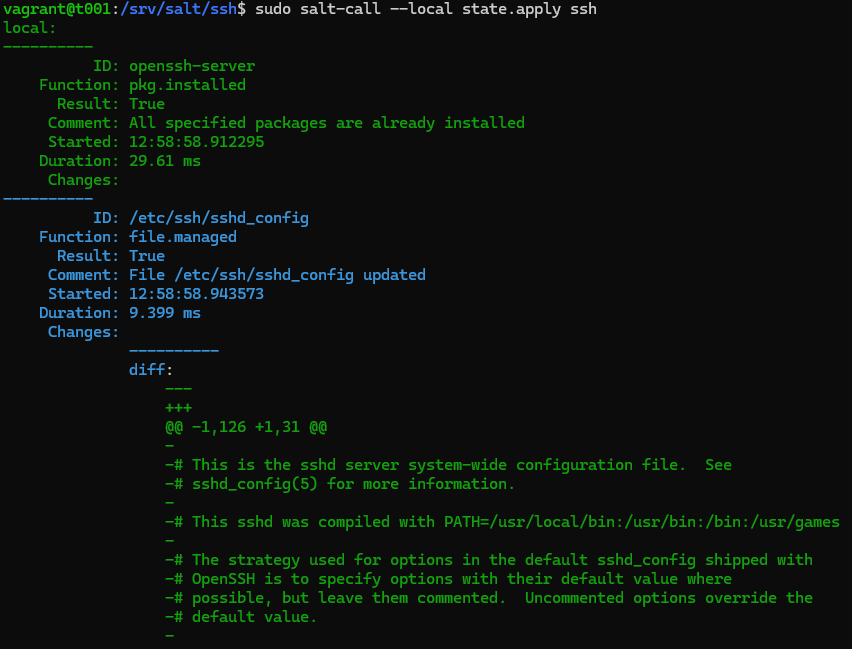 vagrant@t001:/srv/salt/ssh$ sudo salt-call --local state.apply ssh
local:
----------
          ID: openssh-server
    Function: pkg.installed
      Result: True
     Comment: All specified packages are already installed
     Started: 12:58:58.912295
    Duration: 29.61 ms
     Changes:
----------
          ID: /etc/ssh/sshd_config
    Function: file.managed
      Result: True
     Comment: File /etc/ssh/sshd_config updated
     Started: 12:58:58.943573
    Duration: 9.399 ms
     Changes:
              ----------
              diff:
                  ---
                  +++
                  @@ -1,126 +1,31 @@
                  -
                  -# This is the sshd server system-wide configuration file.  See
                  -# sshd_config(5) for more information.
                  -
                  -# This sshd was compiled with PATH=/usr/local/bin:/usr/bin:/bin:/usr/games
                  -
                  -# The strategy used for options in the default sshd_config shipped with
                  -# OpenSSH is to specify options with their default value where
                  -# possible, but leave them commented.  Uncommented options override the
                  -# default value.
                  -